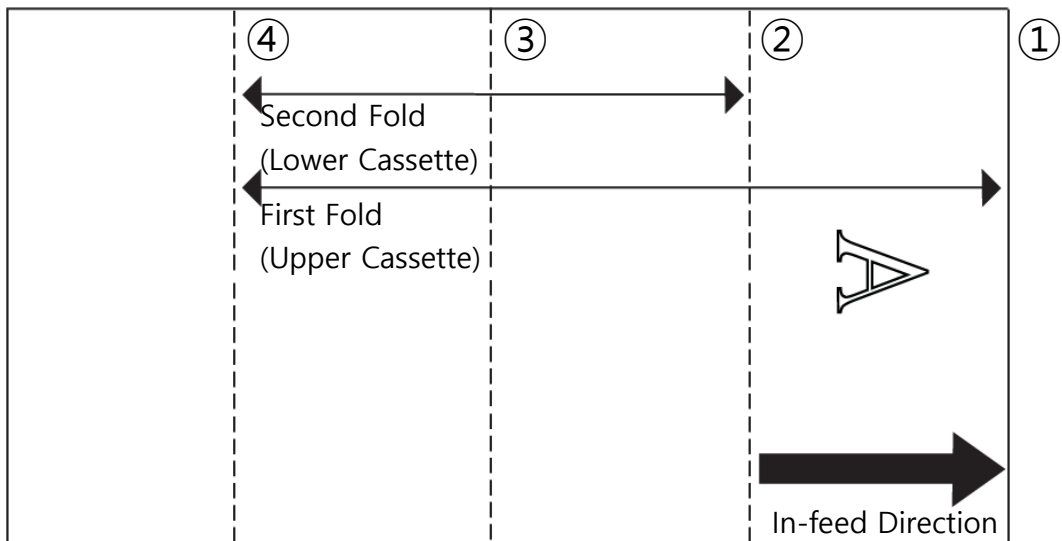 ④ ③ ② ①
Second Fold
(Lower Cassette)
First Fold
(Upper Cassette)
A
In-feed Direction